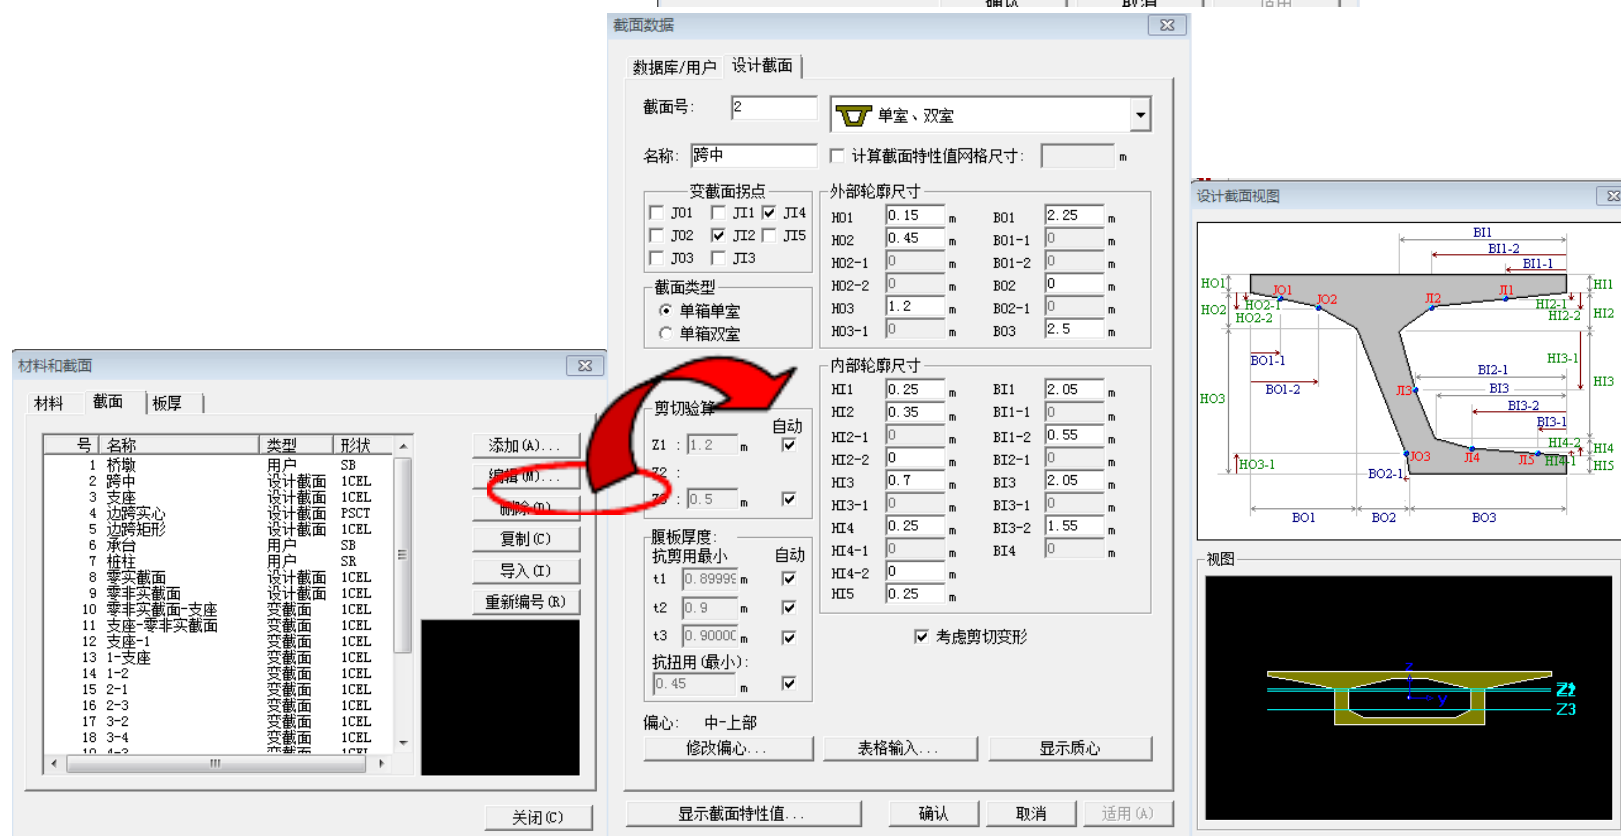 确认 取消 适用
截面数据
数据库/用户 设计截面
截面号: 2 单室、双室
名称: 跨中 计算截面特性值网格尺寸: m
变截面拐点
JO1 JI1 JI4
JO2 JI2 JI5
JO3 JI3
截面类型
单箱单室
单箱双室
剪切验算
自动
Z1 : 1.2 m
Z2 :
: 0.5 m
腹板厚度:
抗剪用最小 自动
t1 0.89999 m
t2 0.9 m
t3 0.9000C m
抗扭用(最小):
0.45 m
外部轮廓尺寸
HO1 0.15 m BO1 2.25 m
HO2 0.45 m BO1-1 0 m
HO2-1 0 m BO1-2 0 m
HO2-2 0 m BO2 0 m
HO3 1.2 m BO2-1 0 m
HO3-1 0 m BO3 2.5 m
内部轮廓尺寸
HI1 0.25 m BI1 2.05 m
HI2 0.35 m BI1-1 0 m
HI2-1 0 m BI1-2 0.55 m
HI2-2 0 m BI2-1 0 m
HI3 0.7 m BI3 2.05 m
HI3-1 0 m BI3-1 0 m
HI4 0.25 m BI3-2 1.55 m
HI4-1 0 m BI4 0 m
HI4-2 0 m
HI5 0.25 m
考虑剪切变形
偏心: 中-上部
修改偏心... 表格输入... 显示质心
显示截面特性值... 确认 取消 适用(A)
材料和截面
材料 截面 板厚
号 名称 类型 形状
1 桥墩 用户 SB
2 跨中 设计截面 1CEL
3 支座 设计截面 1CEL
4 边跨实心 设计截面 PSCT
5 边跨矩形 设计截面 1CEL
6 承台 用户 SB
7 桩柱 用户 SR
8 零实截面 设计截面 1CEL
9 零非实截面 设计截面 1CEL
10 零非实截面-支座 变截面 1CEL
11 支座-零非实截面 变截面 1CEL
12 支座-1 变截面 1CEL
13 1-支座 变截面 1CEL
14 1-2 变截面 1CEL
15 2-1 变截面 1CEL
16 2-3 变截面 1CEL
17 3-2 变截面 1CEL
18 3-4 变截面 1CEL
19 4-3 变截面 1CEL
添加(A)...
编辑(M)...
删除(D)
复制(C)
导入(I)
重新编号(R)
关闭(C)
设计截面视图
BI1
BI1-2
BI1-1
HO1 JO1 JO2 JI2 JI1 HI1
HO2 HO2-1 HI2-1 HI2
HO2-2 HI2-2
BO1-1 HI3-1
BI2-1
BO1-2 BI3 HI3
JI3
HO3 BI3-2
BI3-1
HI4-2 HI4
HO3-1 JO3 JI4 JI5 HI4-1 HI5
BO2-1
BO1 BO2 BO3
视图
z
y
Z1
Z2
Z3